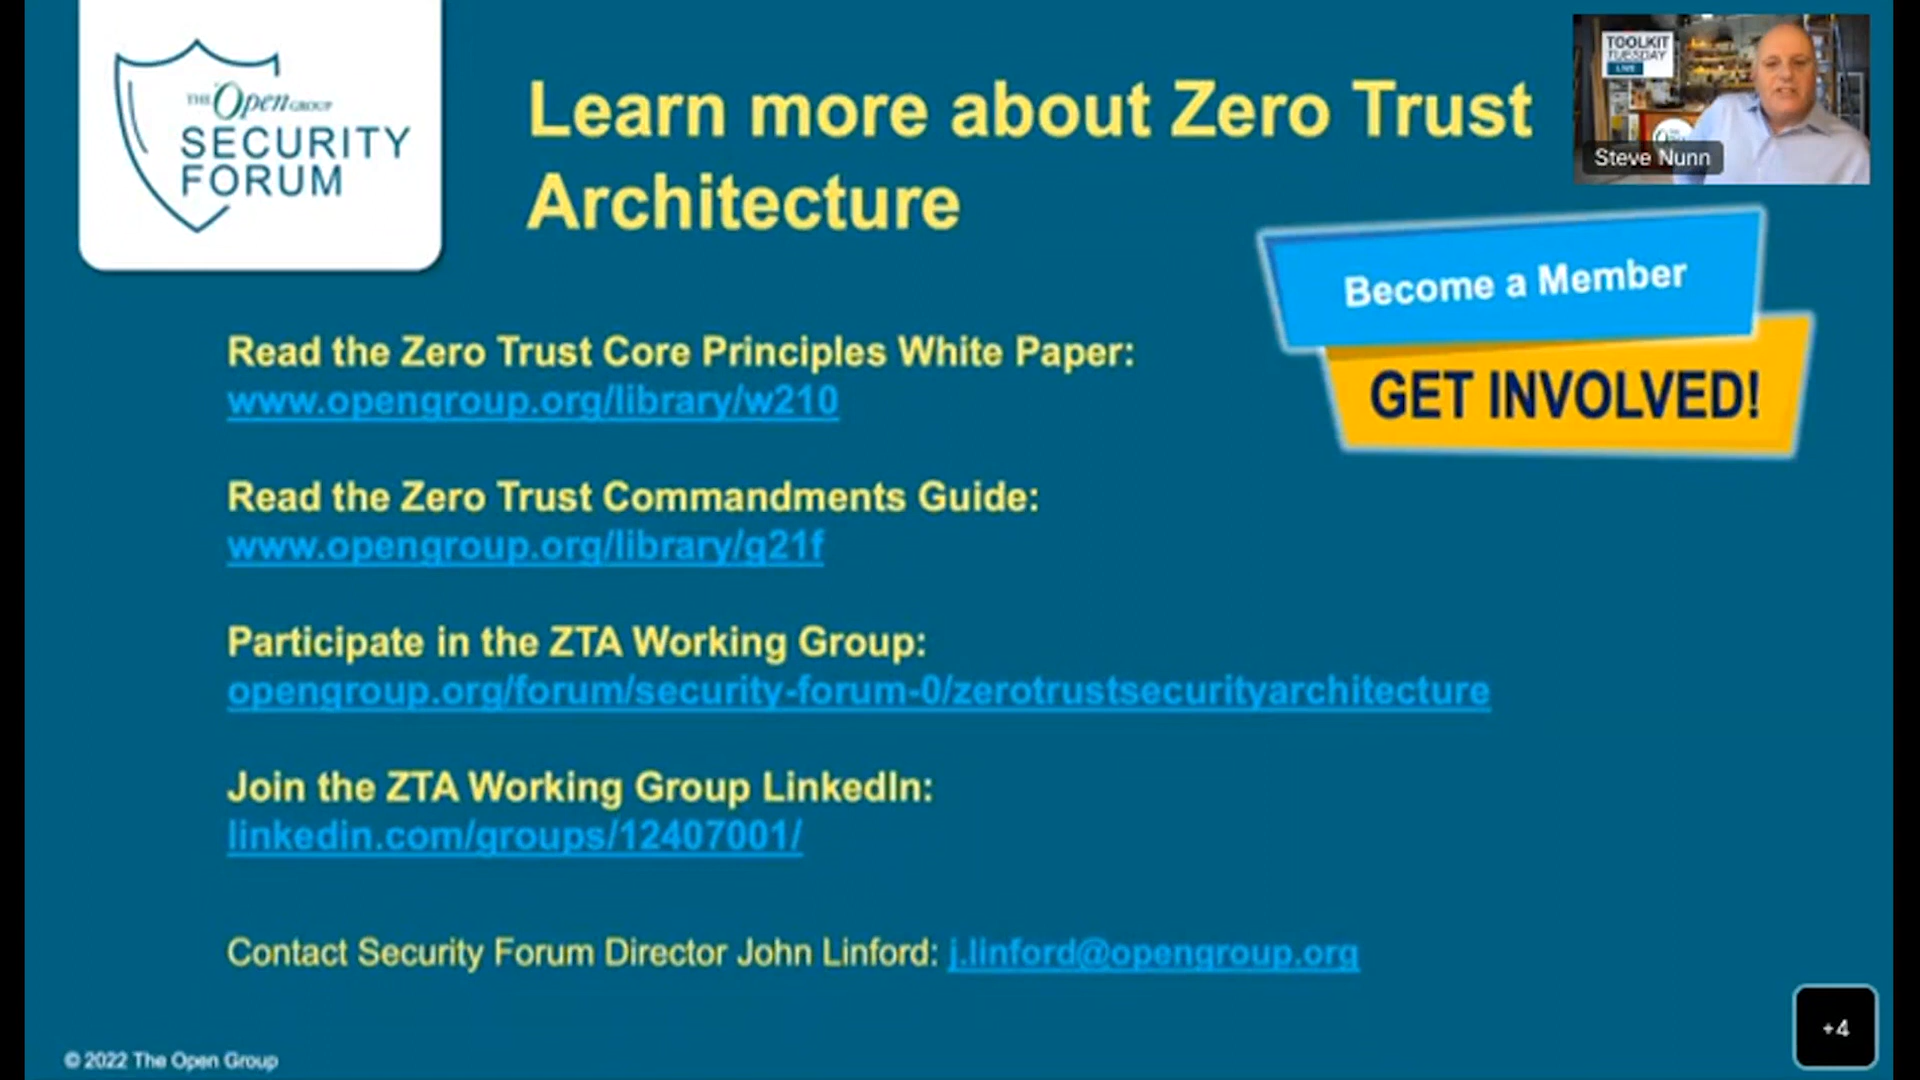 THE Open GROUP
SECURITY
FORUM
Learn more about Zero Trust
Architecture
TOOLKIT
TUESDAY
LIVE
Steve Nunn
Become a Member
GET INVOLVED!
Read the Zero Trust Core Principles White Paper:
www.opengroup.org/library/w210
Read the Zero Trust Commandments Guide:
www.opengroup.org/library/g21f
Participate in the ZTA Working Group:
opengroup.org/forum/security-forum-0/zerotrustsecurityarchitecture
Join the ZTA Working Group LinkedIn:
linkedin.com/groups/12407001/
Contact Security Forum Director John Linford: j.linford@opengroup.org
+4
© 2022 The Open Group